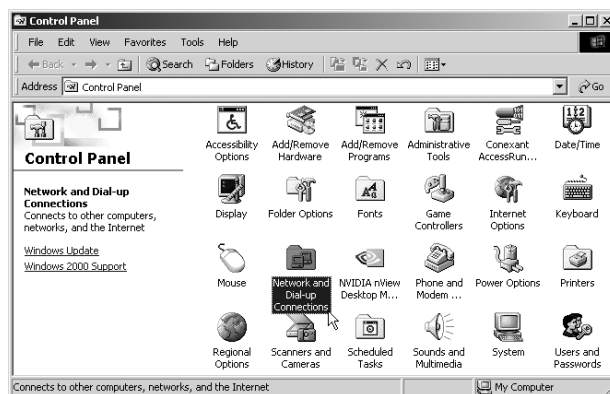 Control Panel
File Edit View Favorites Tools Help
Back Search Folders History
Address Control Panel Go
Control Panel
Network and Dial-up
Connections
Connects to other computers,
networks, and the Internet
Windows Update
Windows 2000 Support
Accessibility
Options
Add/Remove
Hardware
Add/Remove
Programs
Administrative
Tools
Conexant
AccessRun...
Date/Time
Display
Folder Options
Fonts
Game
Controllers
Internet
Options
Keyboard
Mouse
Network and
Dial-up
Connections
NVIDIA nView
Desktop M...
Phone and
Modem ...
Power Options
Printers
Regional
Options
Scanners and
Cameras
Scheduled
Tasks
Sounds and
Multimedia
System
Users and
Passwords
Connects to other computers, networks, and the Internet
My Computer